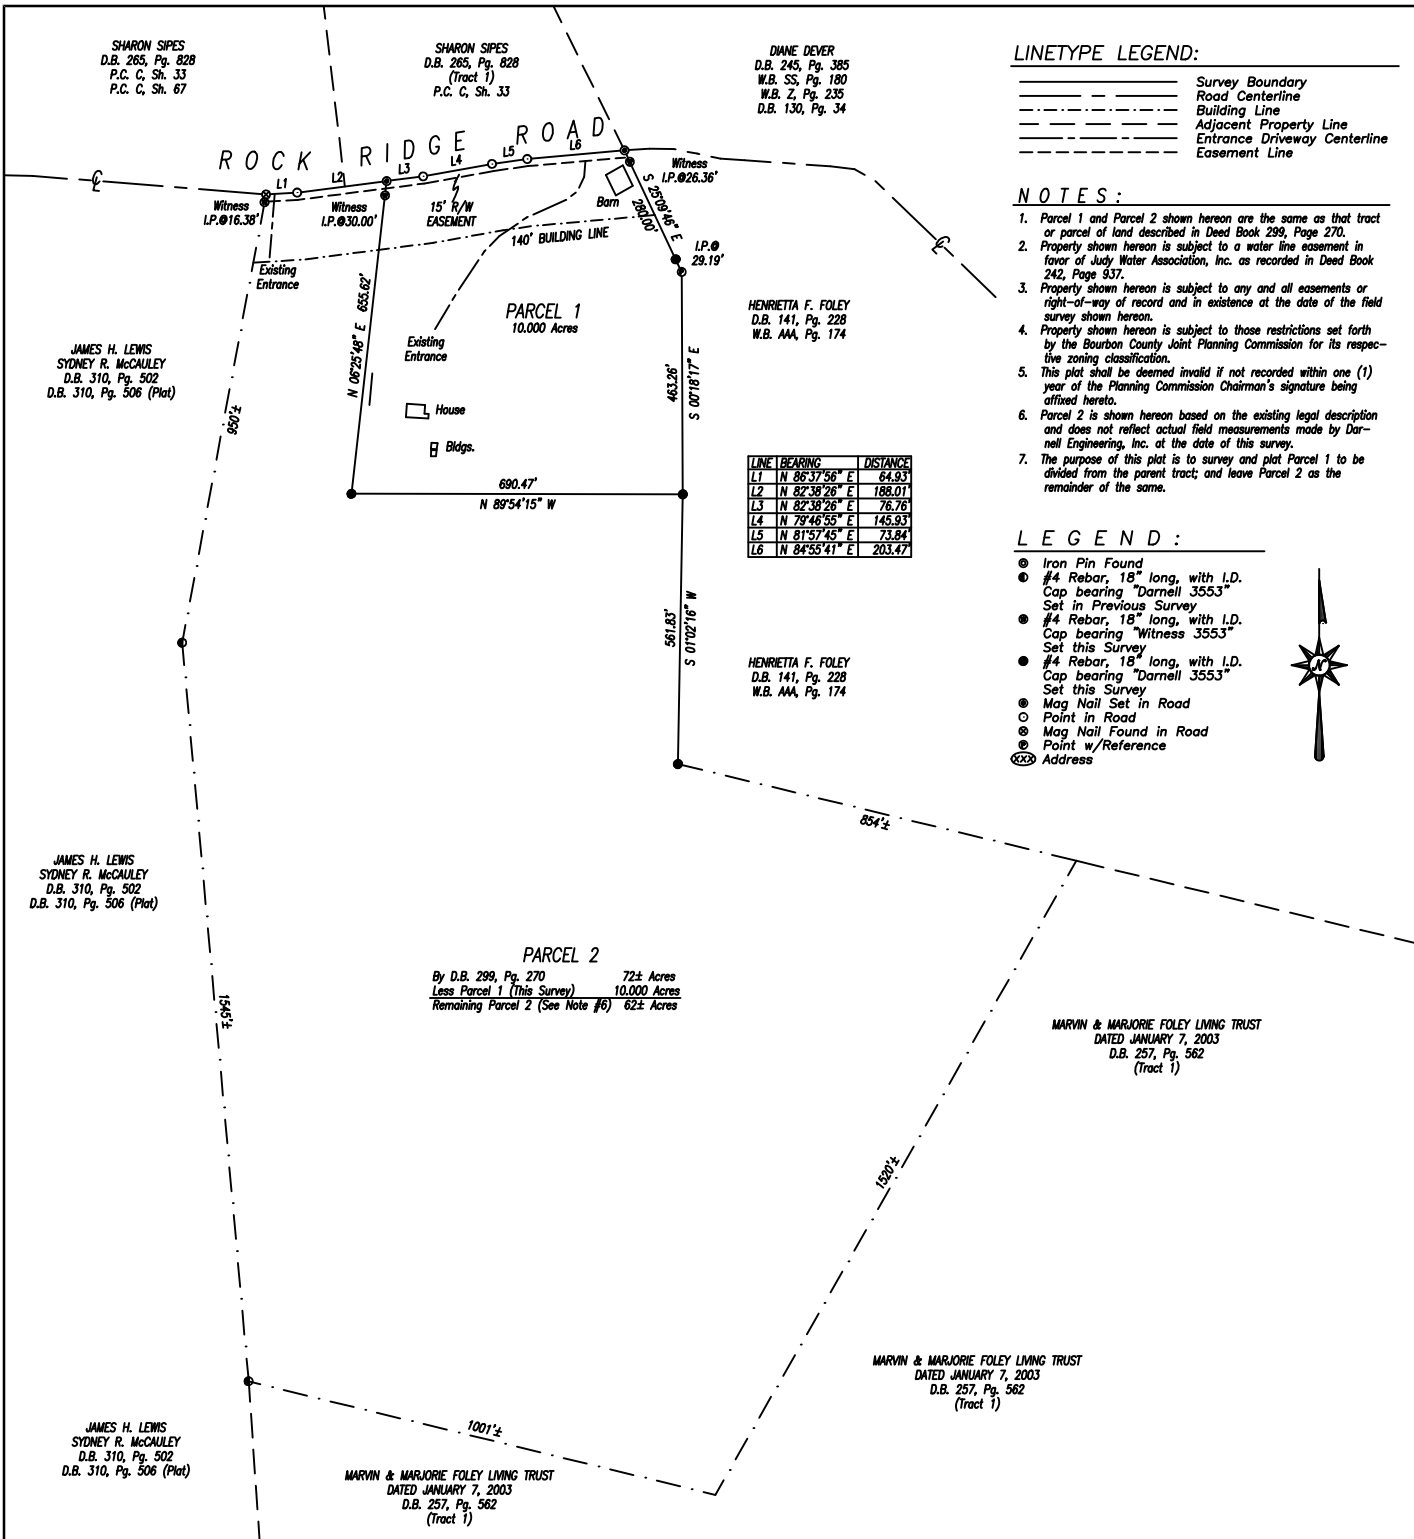 SHARON SIPES
D.B. 265, Pg. 828
P.C. C, Sh. 33
P.C. C, Sh. 67
SHARON SIPES
D.B. 265, Pg. 828
(Tract 1)
P.C. C, Sh. 33
DIANE DEVER
D.B. 245, Pg. 385
W.B. SS, Pg. 180
W.B. Z, Pg. 235
D.B. 130, Pg. 34
ROCK RIDGE ROAD
L1
L2
L3
L4
L5
L6
Witness
I.P.@16.38'
Witness
I.P.@30.00'
15' R/W
EASEMENT
Witness
I.P.@26.36'
Barn
S 25°09'46" E
280.00'
I.P.@
29.19'
140' BUILDING LINE
Existing
Entrance
Existing
Entrance
PARCEL 1
10.000 Acres
N 06°25'48" E 655.62'
House
Bldgs.
463.26'
S 00°18'17" E
690.47'
N 89°54'15" W
HENRIETTA F. FOLEY
D.B. 141, Pg. 228
W.B. AAA, Pg. 174
JAMES H. LEWIS
SYDNEY R. McCAULEY
D.B. 310, Pg. 502
D.B. 310, Pg. 506 (Plat)
950'±
LINE BEARING DISTANCE
L1 N 86°37'56" E 64.93'
L2 N 82°38'26" E 188.01'
L3 N 82°38'26" E 76.76'
L4 N 79°46'55" E 145.93'
L5 N 81°57'45" E 73.84'
L6 N 84°55'41" E 203.47'
561.83'
S 01°02'16" W
HENRIETTA F. FOLEY
D.B. 141, Pg. 228
W.B. AAA, Pg. 174
854'±
JAMES H. LEWIS
SYDNEY R. McCAULEY
D.B. 310, Pg. 502
D.B. 310, Pg. 506 (Plat)
1545'±
PARCEL 2
By D.B. 299, Pg. 270 72± Acres
Less Parcel 1 (This Survey) 10.000 Acres
Remaining Parcel 2 (See Note #6) 62± Acres
MARVIN & MARJORIE FOLEY LIVING TRUST
DATED JANUARY 7, 2003
D.B. 257, Pg. 562
(Tract 1)
1520'±
MARVIN & MARJORIE FOLEY LIVING TRUST
DATED JANUARY 7, 2003
D.B. 257, Pg. 562
(Tract 1)
JAMES H. LEWIS
SYDNEY R. McCAULEY
D.B. 310, Pg. 502
D.B. 310, Pg. 506 (Plat)
1001'±
MARVIN & MARJORIE FOLEY LIVING TRUST
DATED JANUARY 7, 2003
D.B. 257, Pg. 562
(Tract 1)
LINETYPE LEGEND:
Survey Boundary
Road Centerline
Building Line
Adjacent Property Line
Entrance Driveway Centerline
Easement Line
NOTES:
1. Parcel 1 and Parcel 2 shown hereon are the same as that tract
or parcel of land described in Deed Book 299, Page 270.
2. Property shown hereon is subject to a water line easement in
favor of Judy Water Association, Inc. as recorded in Deed Book
242, Page 937.
3. Property shown hereon is subject to any and all easements or
right-of-way of record and in existence at the date of the field
survey shown hereon.
4. Property shown hereon is subject to those restrictions set forth
by the Bourbon County Joint Planning Commission for its respec-
tive zoning classification.
5. This plat shall be deemed invalid if not recorded within one (1)
year of the Planning Commission Chairman's signature being
affixed hereto.
6. Parcel 2 is shown hereon based on the existing legal description
and does not reflect actual field measurements made by Dar-
nell Engineering, Inc. at the date of this survey.
7. The purpose of this plat is to survey and plat Parcel 1 to be
divided from the parent tract; and leave Parcel 2 as the
remainder of the same.
LEGEND:
Iron Pin Found
#4 Rebar, 18" long, with I.D.
Cap bearing "Darnell 3553"
Set in Previous Survey
#4 Rebar, 18" long, with I.D.
Cap bearing "Witness 3553"
Set this Survey
#4 Rebar, 18" long, with I.D.
Cap bearing "Darnell 3553"
Set this Survey
Mag Nail Set in Road
Point in Road
Mag Nail Found in Road
Point w/Reference
XXX Address
N